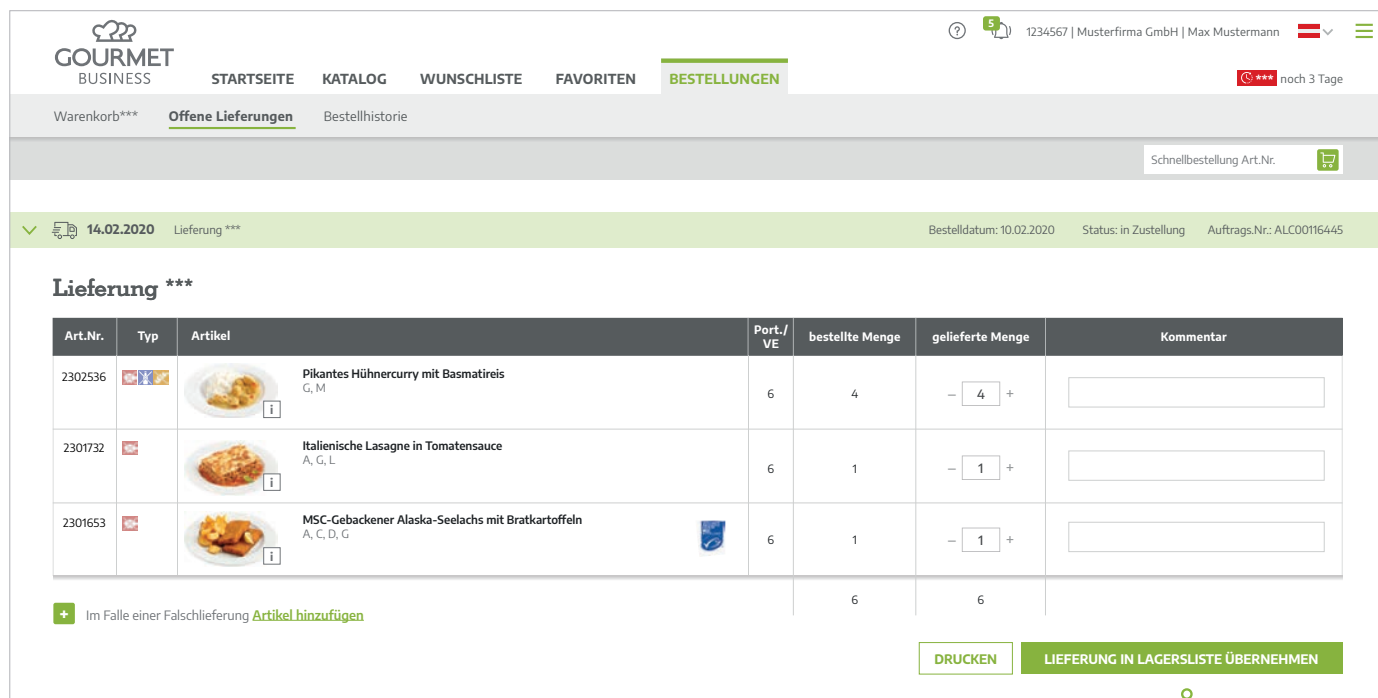 5
1234567 | Musterfirma GmbH | Max Mustermann
GOURMET
BUSINESS
STARTSEITE KATALOG WUNSCHLISTE FAVORITEN BESTELLUNGEN
*** noch 3 Tage
Warenkorb*** Offene Lieferungen Bestellhistorie
Schnellbestellung Art.Nr.
14.02.2020 Lieferung *** Bestelldatum: 10.02.2020 Status: in Zustellung Auftrags.Nr.: ALC00116445
Lieferung ***
Art.Nr. Typ Artikel Port./ VE bestellte Menge gelieferte Menge Kommentar
2302536 Pikantes Hühnercurry mit Basmatireis
G, M
i 6 4 – 4 +
2301732 Italienische Lasagne in Tomatensauce
A, G, L
i 6 1 – 1 +
2301653 MSC-Gebackener Alaska-Seelachs mit Bratkartoffeln
A, C, D, G
i 6 1 – 1 +
6 6
+ Im Falle einer Falschlieferung Artikel hinzufügen
DRUCKEN LIEFERUNG IN LAGERSLISTE ÜBERNEHMEN